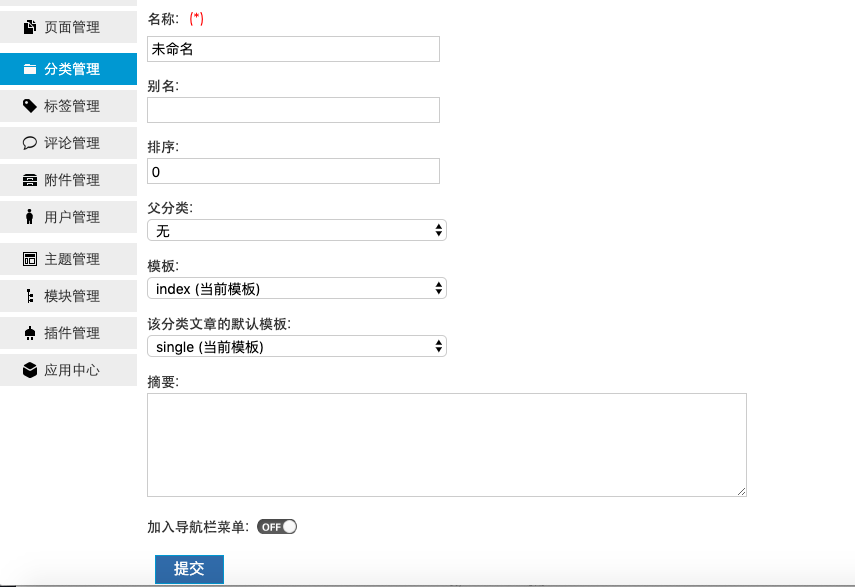 页面管理
分类管理
标签管理
评论管理
附件管理
用户管理
主题管理
模块管理
插件管理
应用中心
名称: (*)
未命名
别名:
排序:
0
父分类:
无
模板:
index (当前模板)
该分类文章的默认模板:
single (当前模板)
摘要:
加入导航栏菜单: OFF
提交